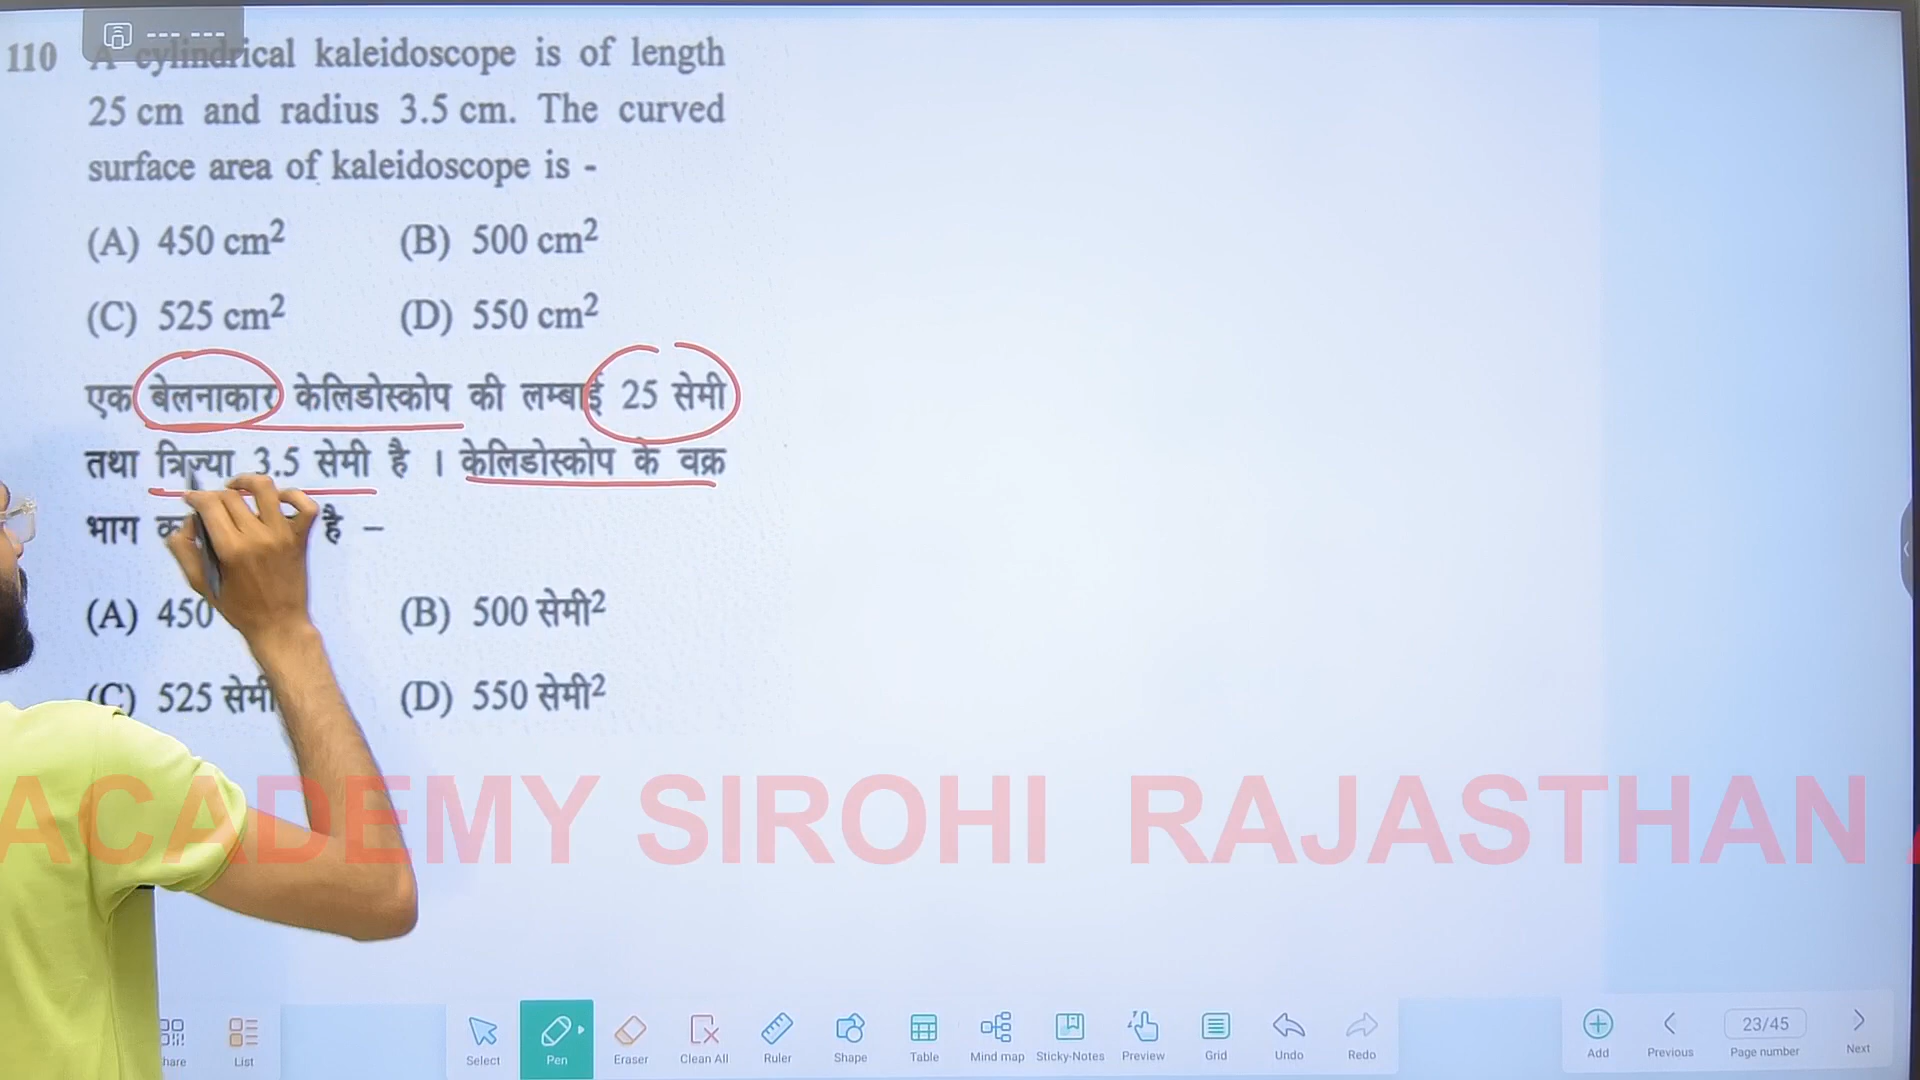 110 A cylindrical kaleidoscope is of length
25 cm and radius 3.5 cm. The curved
surface area of kaleidoscope is -
(A) 450 cm² (B) 500 cm²
(C) 525 cm² (D) 550 cm²
एक बेलनाकार केलिडोस्कोप की लम्बाई 25 सेमी
तथा त्रिज्या 3.5 सेमी है । केलिडोस्कोप के वक्र
भाग है –
(A) 450 (B) 500 सेमी²
(C) 525 सेमी (D) 550 सेमी²
ACADEMY SIROHI RAJASTHAN
hare List Select Pen Eraser Clean All Ruler Shape Table Mind map Sticky-Notes Preview Grid Undo Redo Add Previous 23/45 Page number Next